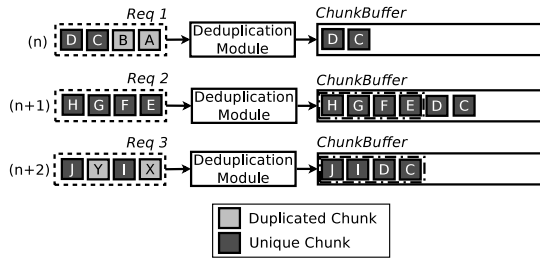 Req 1
ChunkBuffer
(n)
D C B A
Deduplication
Module
D C
Req 2
ChunkBuffer
(n+1)
H G F E
Deduplication
Module
H G F E D C
Req 3
ChunkBuffer
(n+2)
J Y I X
Deduplication
Module
J I D C
Duplicated Chunk
Unique Chunk